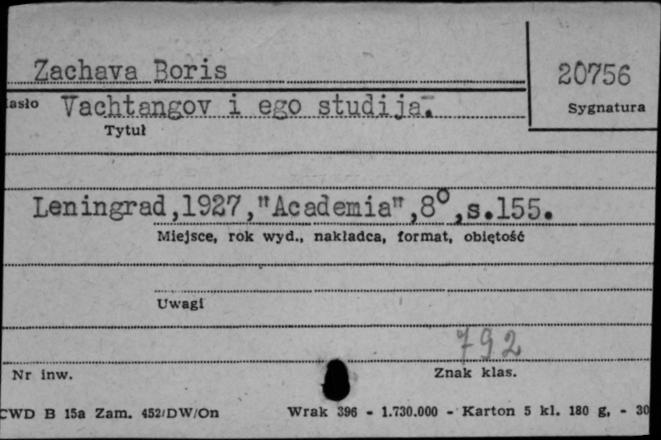 Zachava Boris
20756
asło Vachtangov i ego studija.
Sygnatura
Tytuł
Leningrad,1927,"Academia",8°,s.155.
Miejsce, rok wyd., nakładca, format, obiętość
Uwagi
792
Nr inw.
Znak klas.
CWD B 15a Zam. 452/DW/On Wrak 396 - 1.730.000 - Karton 5 kl. 180 g. - 30